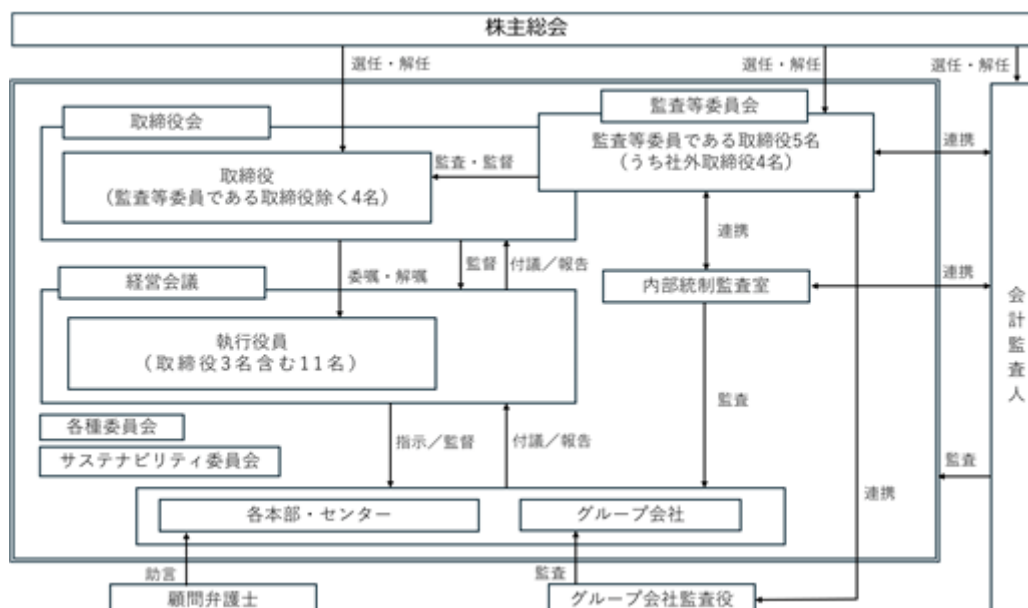 株主総会
選任・解任
選任・解任
選任・解任
取締役会
監査等委員会
監査等委員である取締役5名
(うち社外取締役4名)
連携
取締役
(監査等委員である取締役除く4名)
監査・監督
連携
委嘱・解嘱
監督
付議/報告
経営会議
内部統制監査室
連携
会計監査人
執行役員
(取締役3名含む11名)
監査
各種委員会
サステナビリティ委員会
指示/監督
付議/報告
監査
連携
各本部・センター
グループ会社
助言
監査
顧問弁護士
グループ会社監査役